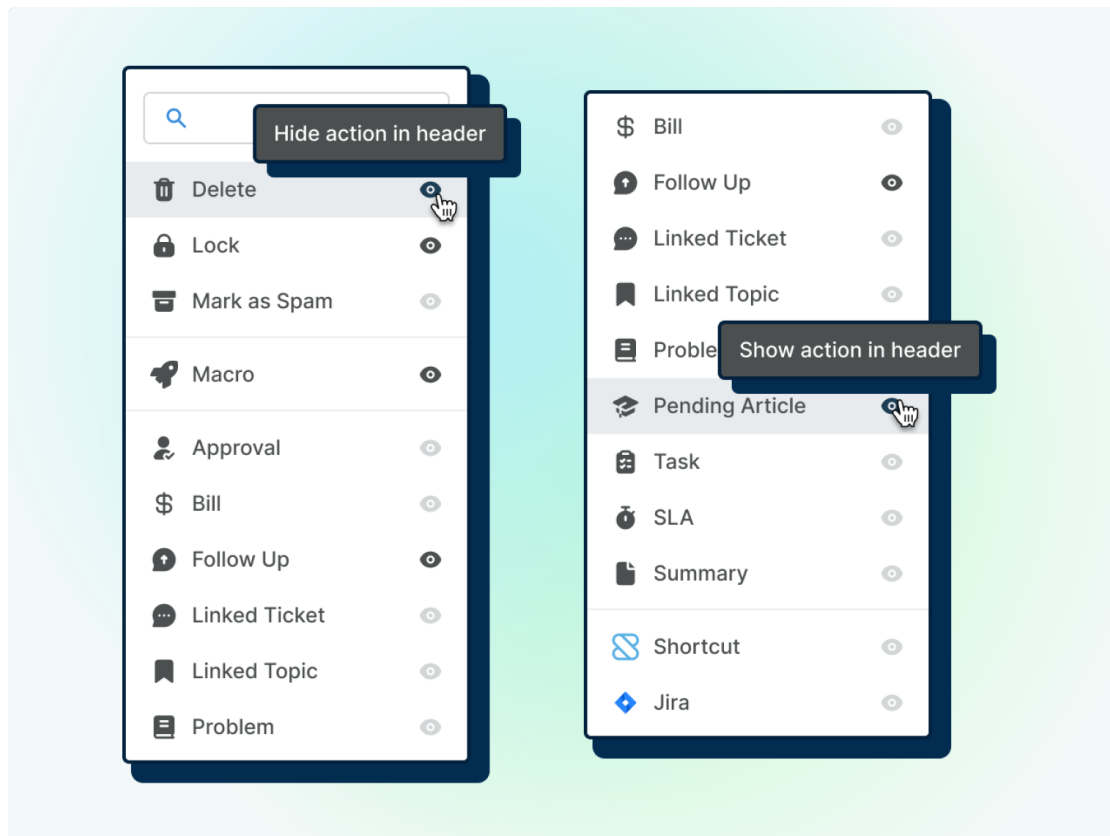 Hide action in header
Delete
Lock
Mark as Spam
Macro
Approval
Bill
Follow Up
Linked Ticket
Linked Topic
Problem
Bill
Follow Up
Linked Ticket
Linked Topic
Proble
Show action in header
Pending Article
Task
SLA
Summary
Shortcut
Jira